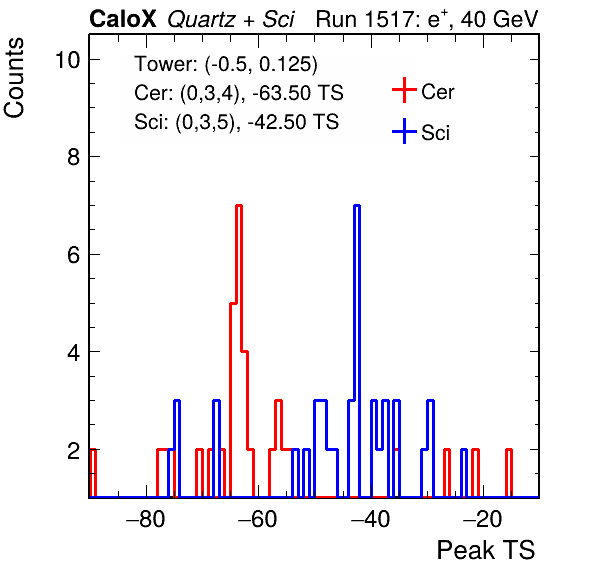 CaloX Quartz + Sci Run 1517: e+, 40 GeV
Counts
Tower: (-0.5, 0.125)
Cer: (0,3,4), -63.50 TS
Sci: (0,3,5), -42.50 TS
Cer
Sci
10
8
6
4
2
−80 −60 −40 −20
Peak TS